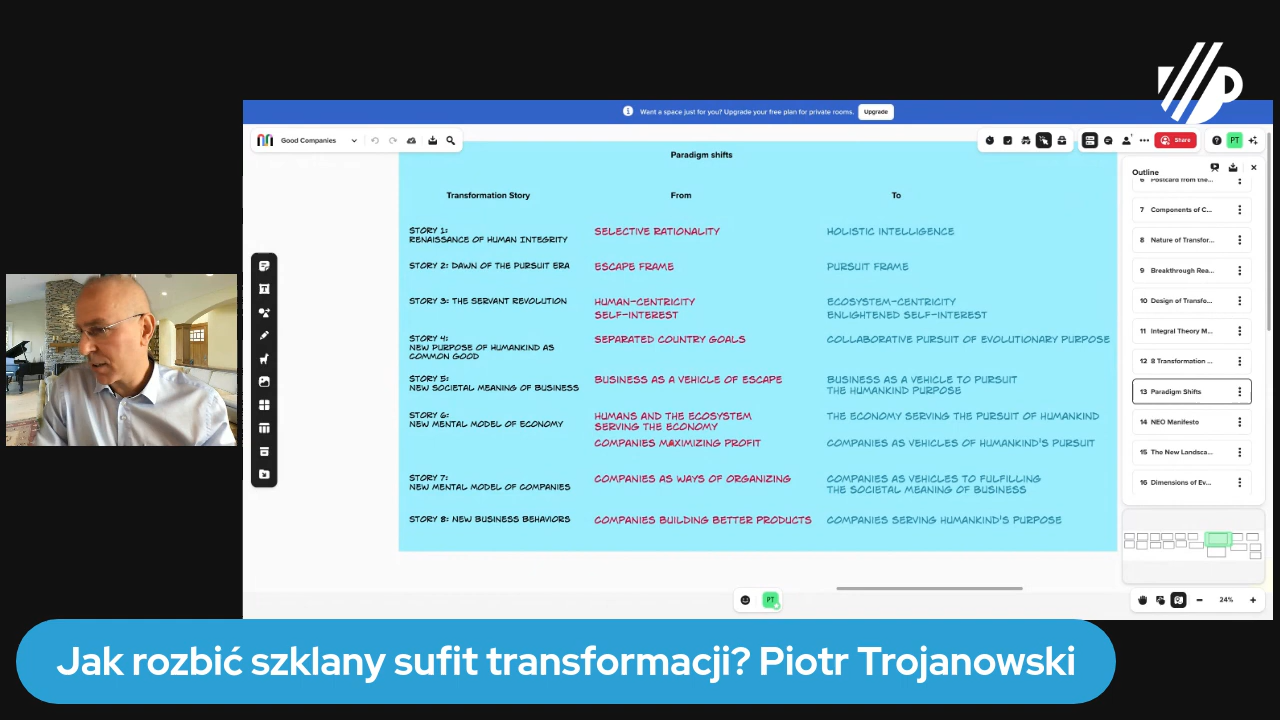 Want a space just for you? Upgrade your free plan for private rooms.
Upgrade
Good Companies
Share
PT
Paradigm shifts
Transformation Story
From
To
STORY 1:
RENAISSANCE OF HUMAN INTEGRITY
SELECTIVE RATIONALITY
HOLISTIC INTELLIGENCE
STORY 2: DAWN OF THE PURSUIT ERA
ESCAPE FRAME
PURSUIT FRAME
STORY 3: THE SERVANT REVOLUTION
HUMAN-CENTRICITY
SELF-INTEREST
ECOSYSTEM-CENTRICITY
ENLIGHTENED SELF-INTEREST
STORY 4:
NEW PURPOSE OF HUMANKIND AS
COMMON GOOD
SEPARATED COUNTRY GOALS
COLLABORATIVE PURSUIT OF EVOLUTIONARY PURPOSE
STORY 5:
NEW SOCIETAL MEANING OF BUSINESS
BUSINESS AS A VEHICLE OF ESCAPE
BUSINESS AS A VEHICLE TO PURSUIT
THE HUMANKIND PURPOSE
STORY 6:
NEW MENTAL MODEL OF ECONOMY
HUMANS AND THE ECOSYSTEM
SERVING THE ECONOMY
THE ECONOMY SERVING THE PURSUIT OF HUMANKIND
COMPANIES MAXIMIZING PROFIT
COMPANIES AS VEHICLES OF HUMANKIND'S PURSUIT
STORY 7:
NEW MENTAL MODEL OF COMPANIES
COMPANIES AS WAYS OF ORGANIZING
COMPANIES AS VEHICLES TO FULFILLING
THE SOCIETAL MEANING OF BUSINESS
STORY 8: NEW BUSINESS BEHAVIORS
COMPANIES BUILDING BETTER PRODUCTS
COMPANIES SERVING HUMANKIND'S PURPOSE
Outline
6 Postcard from the...
7 Components of C...
8 Nature of Transfor...
9 Breakthrough Rea...
10 Design of Transfo...
11 Integral Theory M...
12 8 Transformation ...
13 Paradigm Shifts
14 NEO Manifesto
15 The New Landsca...
16 Dimensions of Ev...
PT
24%
Jak rozbić szklany sufit transformacji? Piotr Trojanowski